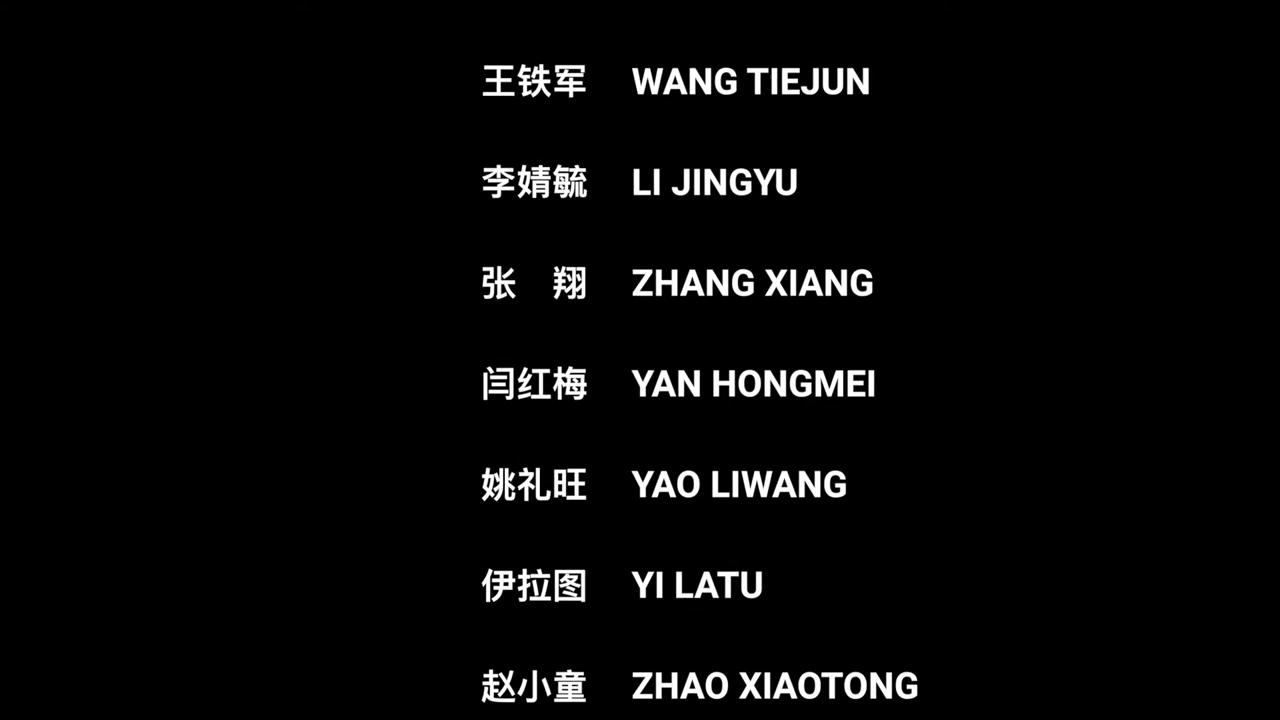 王铁军 WANG TIEJUN
李婧毓 LI JINGYU
张 翔 ZHANG XIANG
闫红梅 YAN HONGMEI
姚礼旺 YAO LIWANG
伊拉图 YI LATU
赵小童 ZHAO XIAOTONG